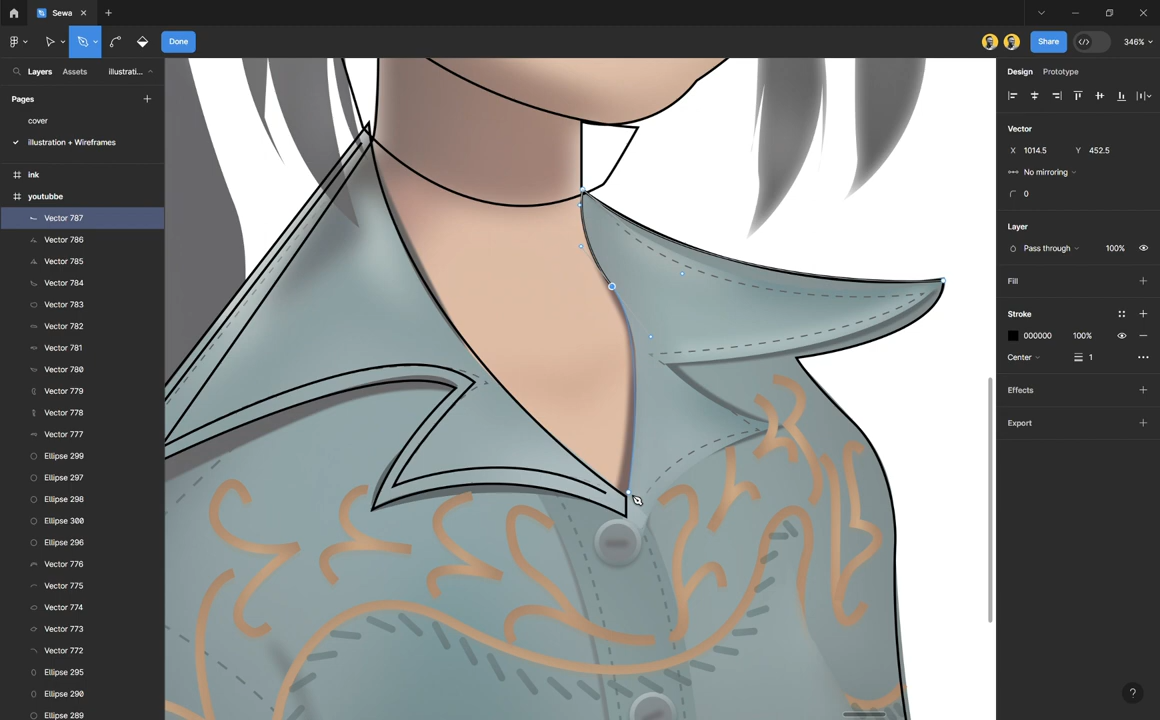 Sewa
Done
Share
346%
Layers
Assets
illustrati...
Pages
cover
illustration + Wireframes
ink
youtubbe
Vector 787
Vector 786
Vector 785
Vector 784
Vector 783
Vector 782
Vector 781
Vector 780
Vector 779
Vector 778
Vector 777
Ellipse 299
Ellipse 297
Ellipse 298
Ellipse 300
Ellipse 296
Vector 776
Vector 775
Vector 774
Vector 773
Vector 772
Ellipse 295
Ellipse 290
Ellipse 289
Design
Prototype
Vector
X 1014.5 Y 452.5
No mirroring
0
Layer
Pass through 100%
Fill
Stroke
000000 100%
Center 1
Effects
Export
?